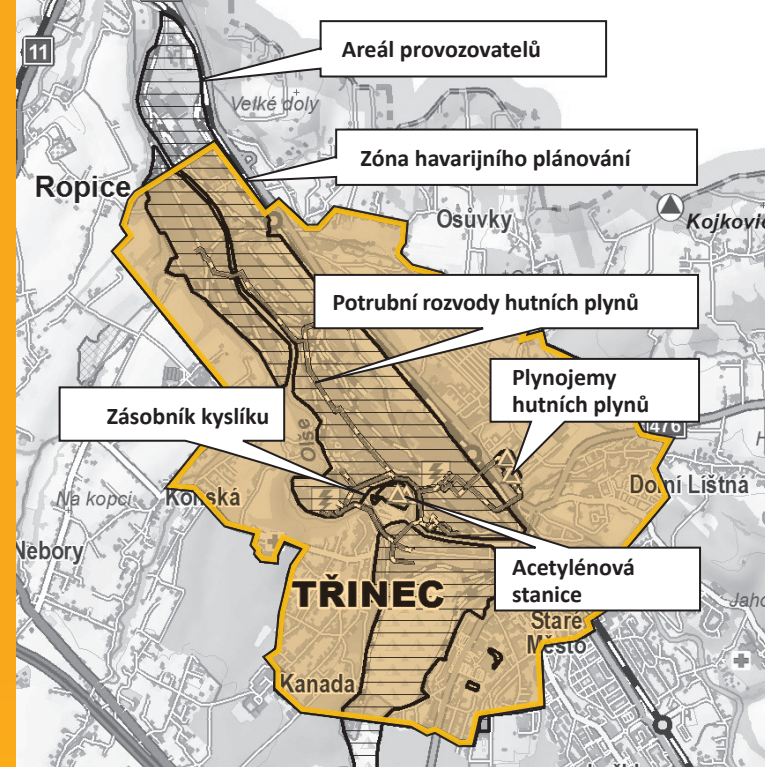 11
Areál provozovatelů
Velké doly
Zóna havarijního plánování
Ropice
Osůvky
Kojkovic
Potrubní rozvody hutních plynů
Plynojemy
hutních plynů
Zásobník kyslíku
Olše
476
Na kopci
Konská
Dolní Líštná
Nebory
Acetylénová
stanice
TŘINEC
Staré
Město
Kanada